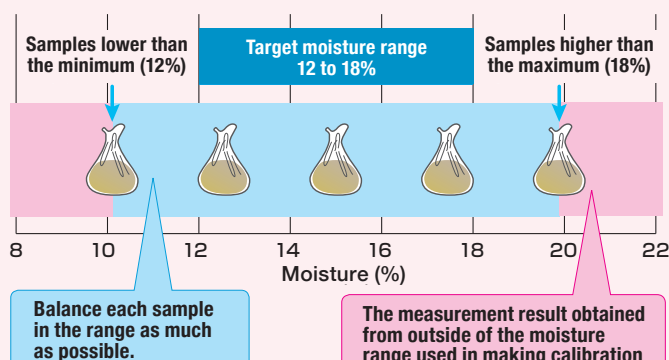 Samples lower than
the minimum (12%)
Target moisture range
12 to 18%
Samples higher than
the maximum (18%)
8 10 12 14 16 18 20 22
Moisture (%)
Balance each sample
in the range as much
as possible.
The measurement result obtained
from outside of the moisture
range used in making calibration